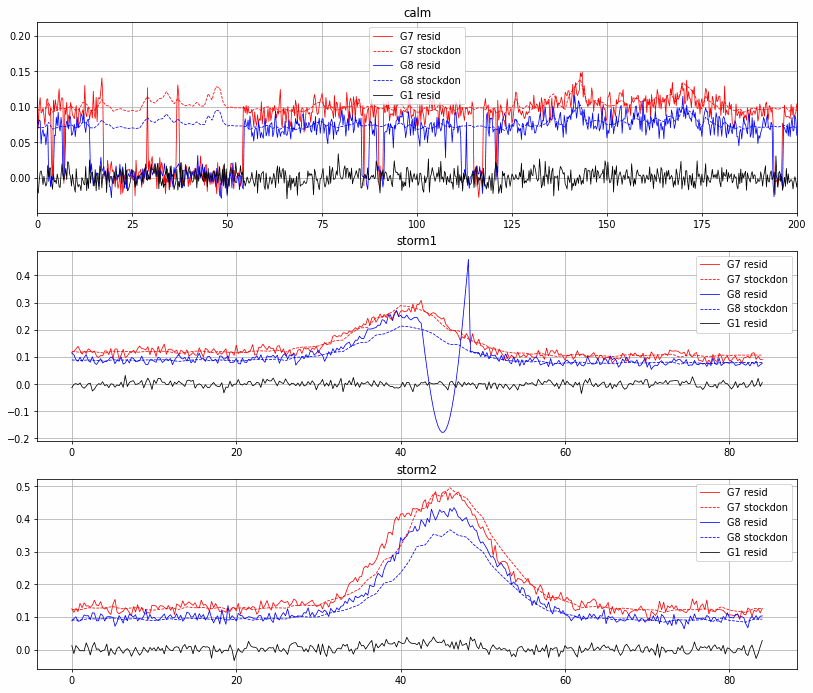 calm
0.20
0.15
0.10
0.05
0.00
G7 resid
G7 stockdon
G8 resid
G8 stockdon
G1 resid
0 25 50 75 100 125 150 175 200
storm1
0.4
0.3
0.2
0.1
0.0
−0.1
−0.2
G7 resid
G7 stockdon
G8 resid
G8 stockdon
G1 resid
0 20 40 60 80
storm2
0.5
0.4
0.3
0.2
0.1
0.0
G7 resid
G7 stockdon
G8 resid
G8 stockdon
G1 resid
0 20 40 60 80